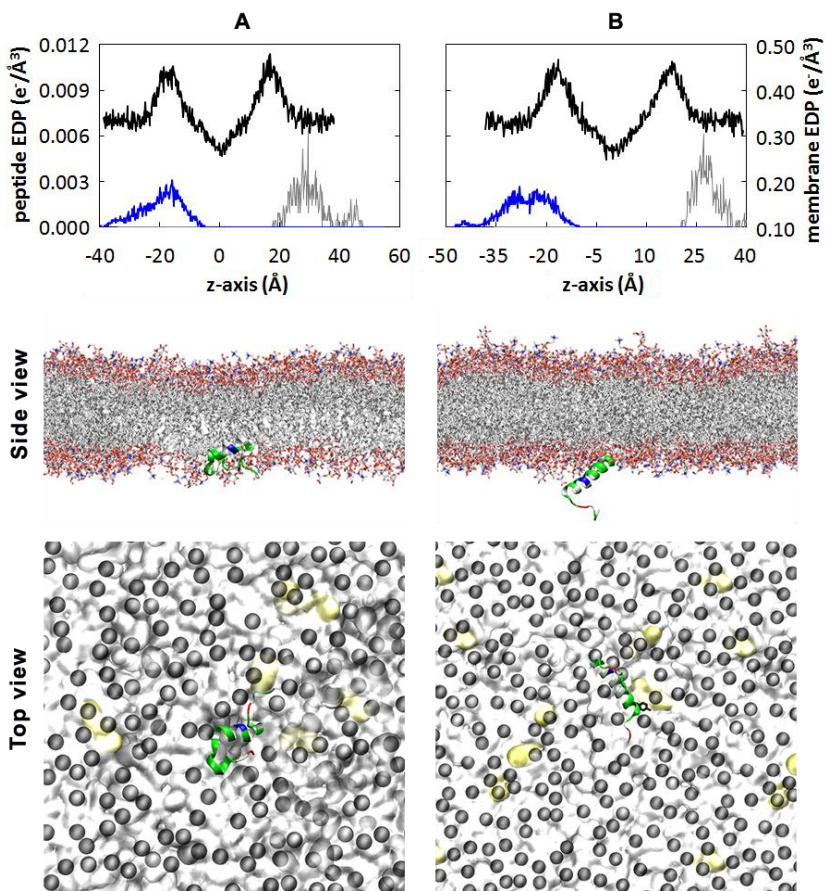 A
B
peptide EDP (e⁻/Å³)
0.012
0.009
0.006
0.003
0.000
-40 -20 0 20 40 60
z-axis (Å)
-50 -35 -20 -5 10 25 40
z-axis (Å)
0.50
0.40
0.30
0.20
0.10
membrane EDP (e⁻/Å³)
Side view
Top view